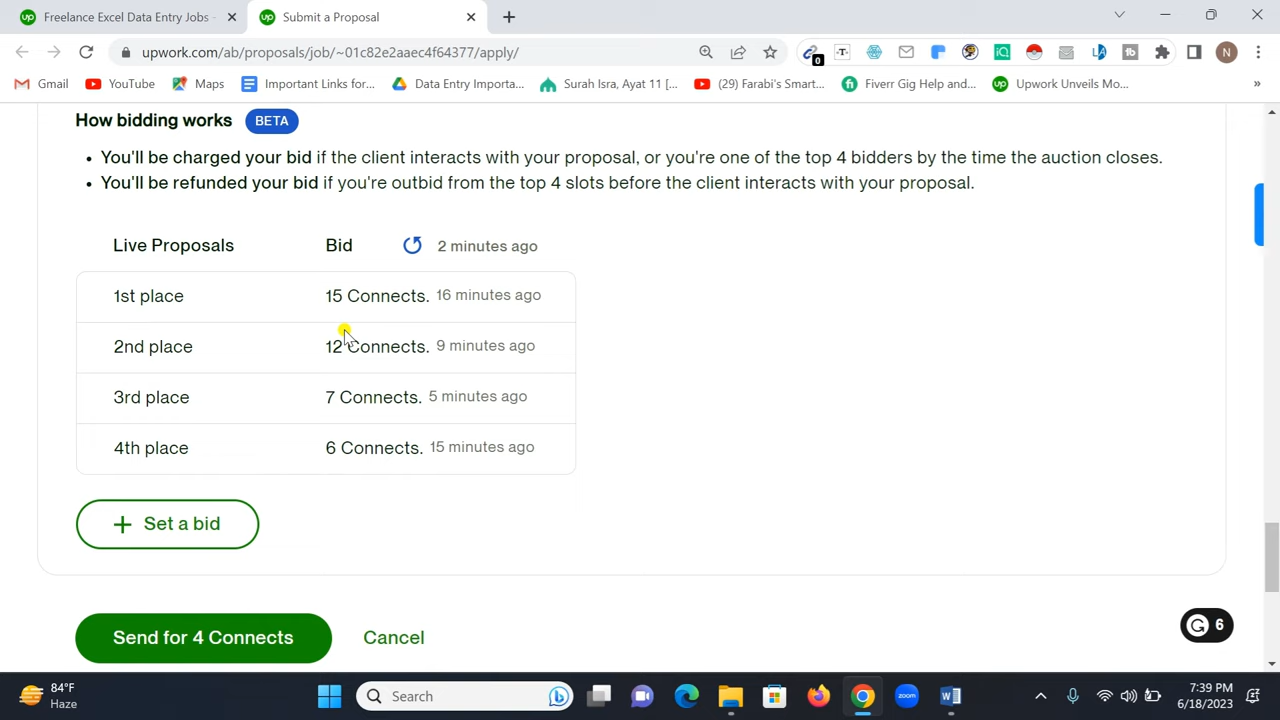 Freelance Excel Data Entry Jobs -
Submit a Proposal
upwork.com/ab/proposals/job/~01c82e2aaec4f64377/apply/
0
-T-
iQ
LA
N
Gmail
YouTube
Maps
Important Links for...
Data Entry Importa...
Surah Isra, Ayat 11 [...
(29) Farabi's Smart...
Fiverr Gig Help and...
Upwork Unveils Mo...
»
How bidding works BETA
• You'll be charged your bid if the client interacts with your proposal, or you're one of the top 4 bidders by the time the auction closes.
• You'll be refunded your bid if you're outbid from the top 4 slots before the client interacts with your proposal.
Live Proposals Bid 2 minutes ago
1st place 15 Connects. 16 minutes ago
2nd place 12 Connects. 9 minutes ago
3rd place 7 Connects. 5 minutes ago
4th place 6 Connects. 15 minutes ago
+ Set a bid
Send for 4 Connects Cancel
G 6
84°F
Haze
Search
zoom
7:39 PM
6/18/2023